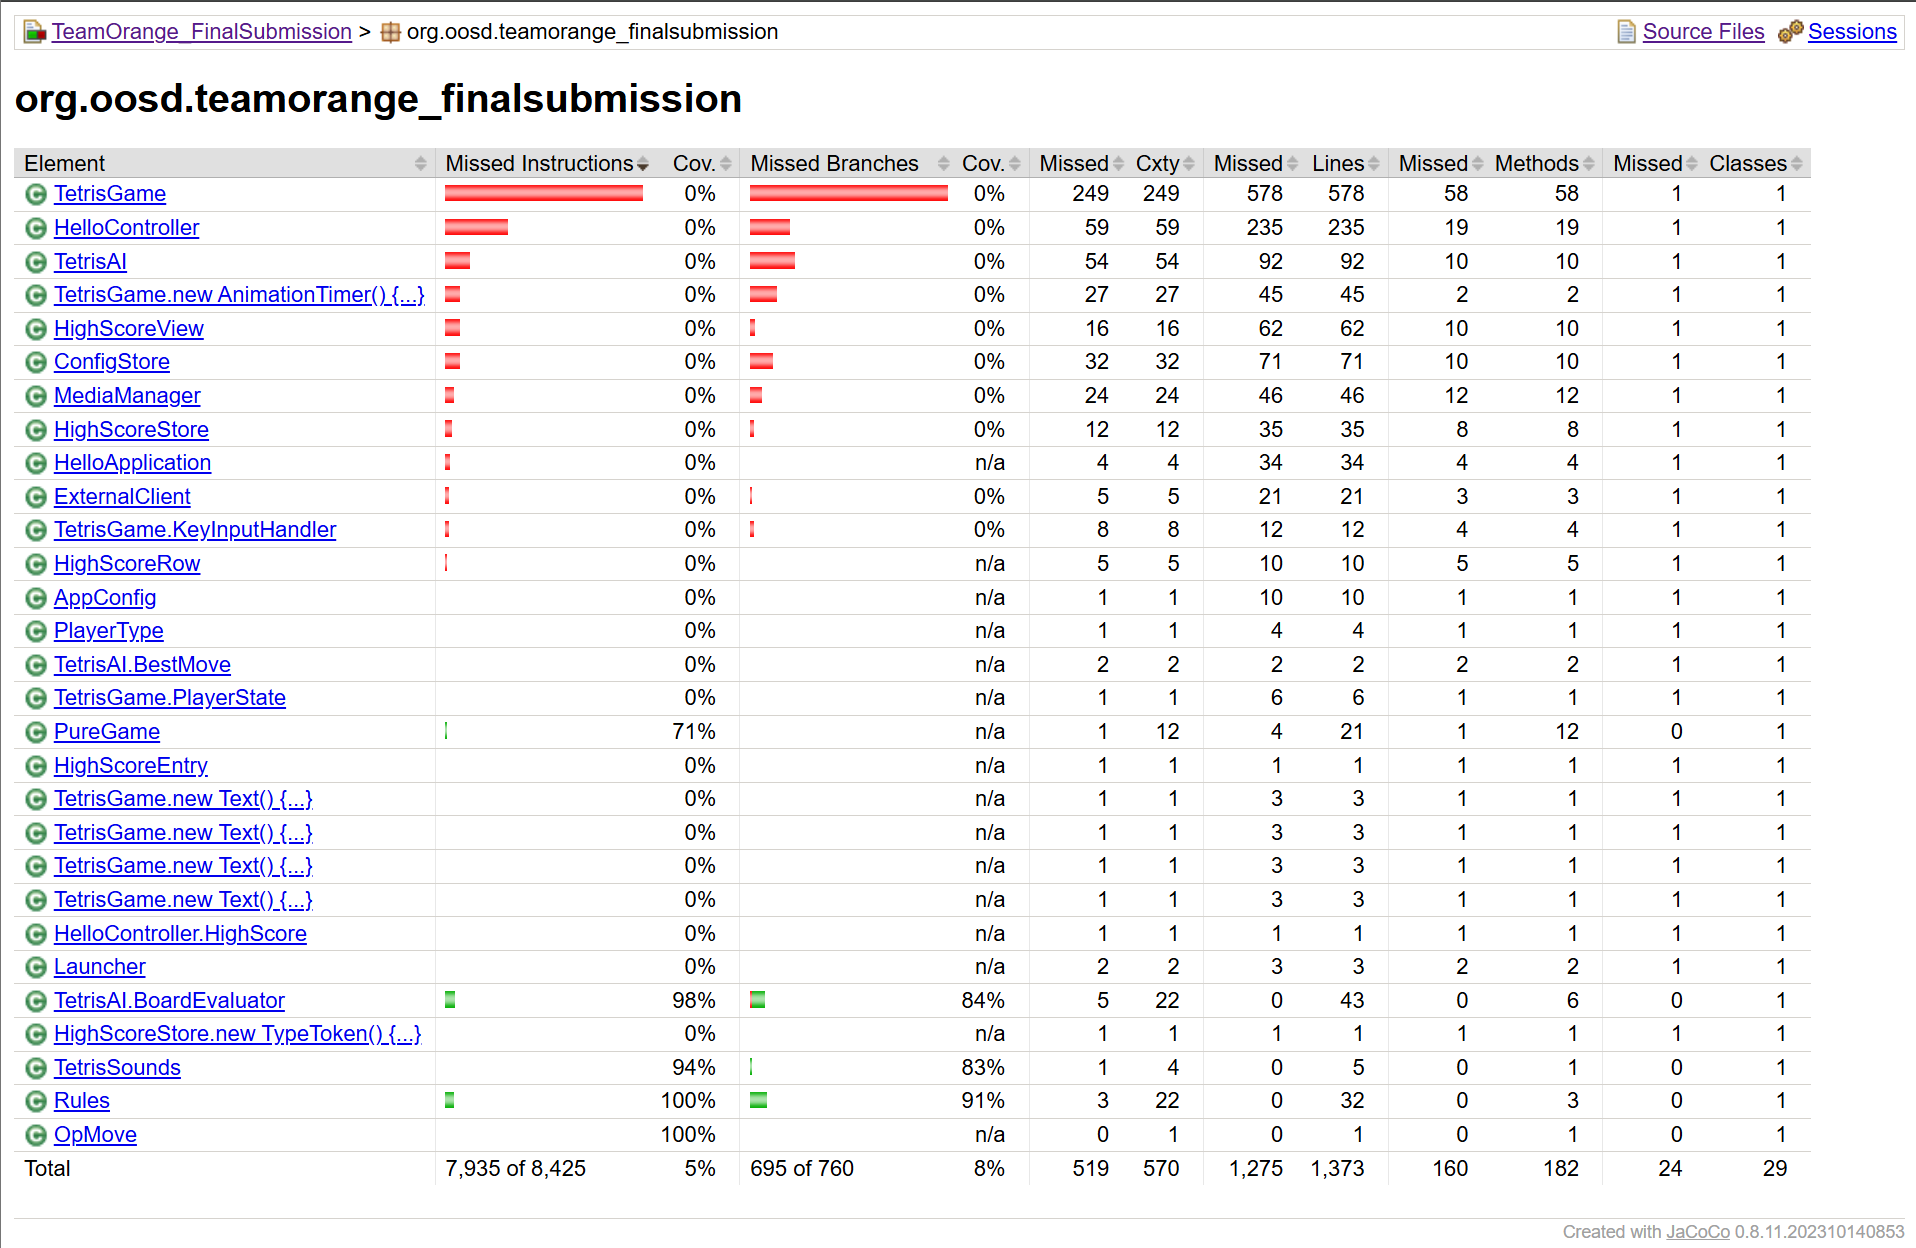 TeamOrange_FinalSubmission > org.oosd.teamorange_finalsubmission Source Files Sessions
org.oosd.teamorange_finalsubmission
Element Missed Instructions Cov. Missed Branches Cov. Missed Cxty Missed Lines Missed Methods Missed Classes
TetrisGame 0% 0% 249 249 578 578 58 58 1 1
HelloController 0% 0% 59 59 235 235 19 19 1 1
TetrisAI 0% 0% 54 54 92 92 10 10 1 1
TetrisGame.new AnimationTimer() {...} 0% 0% 27 27 45 45 2 2 1 1
HighScoreView 0% 0% 16 16 62 62 10 10 1 1
ConfigStore 0% 0% 32 32 71 71 10 10 1 1
MediaManager 0% 0% 24 24 46 46 12 12 1 1
HighScoreStore 0% 0% 12 12 35 35 8 8 1 1
HelloApplication 0% n/a 4 4 34 34 4 4 1 1
ExternalClient 0% 0% 5 5 21 21 3 3 1 1
TetrisGame.KeyInputHandler 0% 0% 8 8 12 12 4 4 1 1
HighScoreRow 0% n/a 5 5 10 10 5 5 1 1
AppConfig 0% n/a 1 1 10 10 1 1 1 1
PlayerType 0% n/a 1 1 4 4 1 1 1 1
TetrisAI.BestMove 0% n/a 2 2 2 2 2 2 1 1
TetrisGame.PlayerState 0% n/a 1 1 6 6 1 1 1 1
PureGame 71% n/a 1 12 4 21 1 12 0 1
HighScoreEntry 0% n/a 1 1 1 1 1 1 1 1
TetrisGame.new Text() {...} 0% n/a 1 1 3 3 1 1 1 1
TetrisGame.new Text() {...} 0% n/a 1 1 3 3 1 1 1 1
TetrisGame.new Text() {...} 0% n/a 1 1 3 3 1 1 1 1
TetrisGame.new Text() {...} 0% n/a 1 1 3 3 1 1 1 1
HelloController.HighScore 0% n/a 1 1 1 1 1 1 1 1
Launcher 0% n/a 2 2 3 3 2 2 1 1
TetrisAI.BoardEvaluator 98% 84% 5 22 0 43 0 6 0 1
HighScoreStore.new TypeToken() {...} 0% n/a 1 1 1 1 1 1 1 1
TetrisSounds 94% 83% 1 4 0 5 0 1 0 1
Rules 100% 91% 3 22 0 32 0 3 0 1
OpMove 100% n/a 0 1 0 1 0 1 0 1
Total 7,935 of 8,425 5% 695 of 760 8% 519 570 1,275 1,373 160 182 24 29
Created with JaCoCo 0.8.11.202310140853